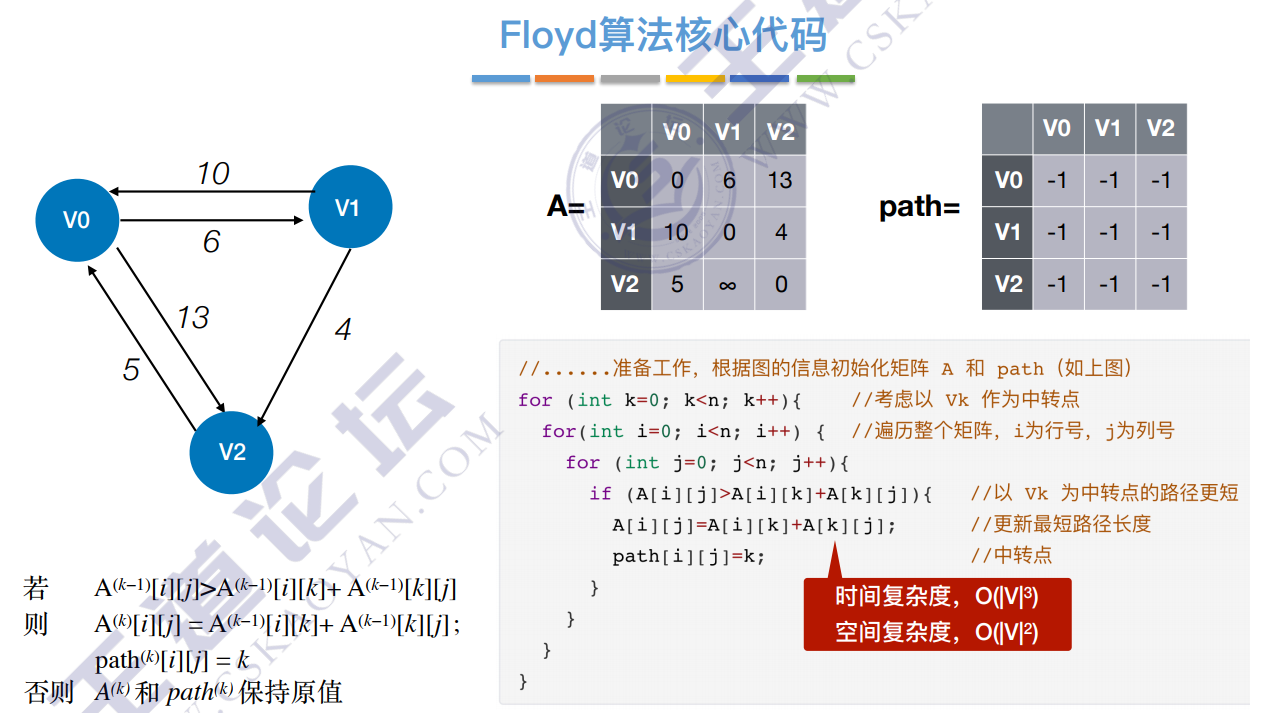 Floyd算法核心代码
10
V0
V1
6
13
4
5
V2
A=
V0 V1 V2
V0 0 6 13
V1 10 0 4
V2 5 ∞ 0
path=
V0 V1 V2
V0 -1 -1 -1
V1 -1 -1 -1
V2 -1 -1 -1
//......准备工作，根据图的信息初始化矩阵 A 和 path（如上图）
for (int k=0; k<n; k++){ //考虑以 Vk 作为中转点
for(int i=0; i<n; i++) { //遍历整个矩阵，i为行号，j为列号
for (int j=0; j<n; j++){
if (A[i][j]>A[i][k]+A[k][j]){ //以 Vk 为中转点的路径更短
A[i][j]=A[i][k]+A[k][j]; //更新最短路径长度
path[i][j]=k; //中转点
}
}
}
}
时间复杂度，O(|V|³)
空间复杂度，O(|V|²)
若 A⁽ᵏ⁻¹⁾[i][j]>A⁽ᵏ⁻¹⁾[i][k]+ A⁽ᵏ⁻¹⁾[k][j]
则 A⁽ᵏ⁾[i][j] = A⁽ᵏ⁻¹⁾[i][k]+ A⁽ᵏ⁻¹⁾[k][j];
path⁽ᵏ⁾[i][j] = k
否则 A⁽ᵏ⁾ 和 path⁽ᵏ⁾ 保持原值
王道论坛
WWW.CSKAOYAN.COM